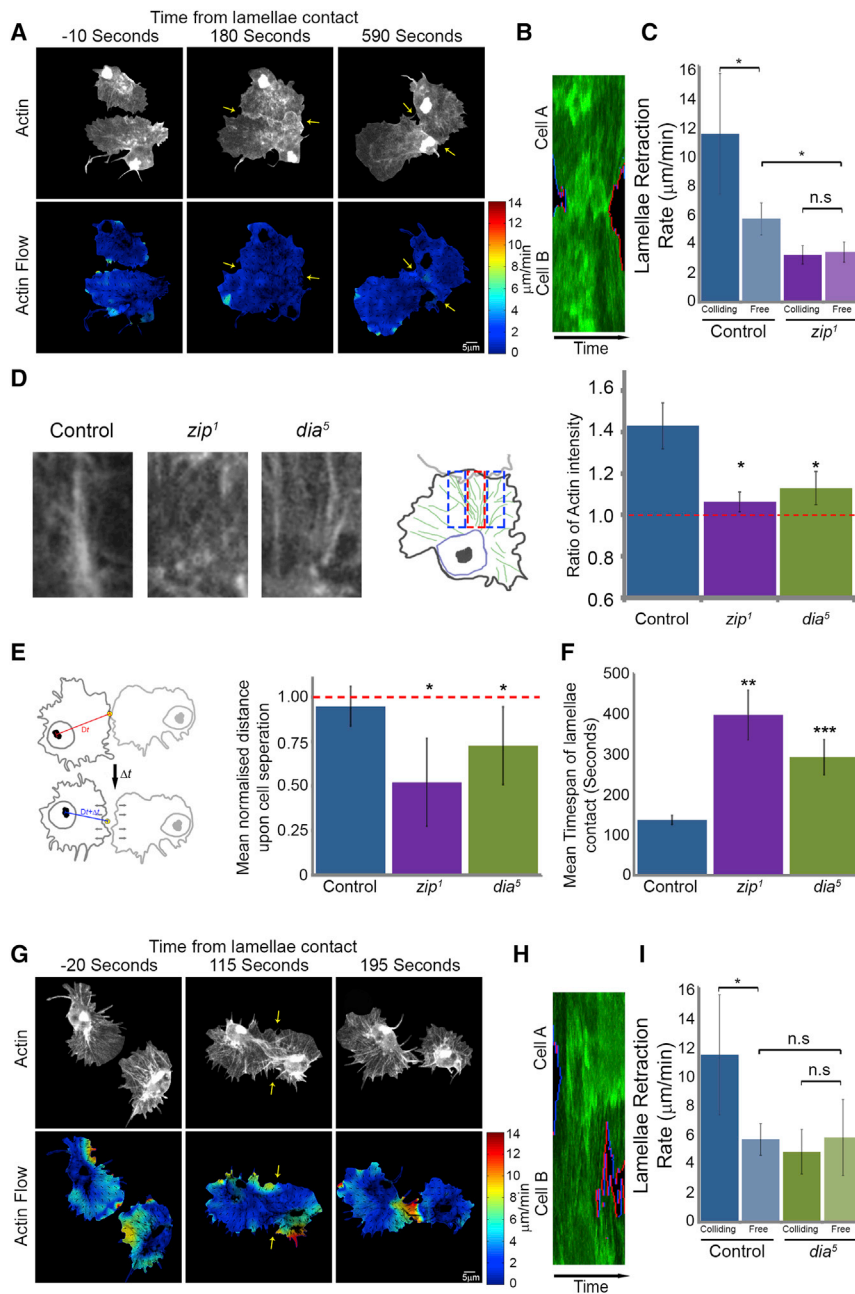 A
Time from lamellae contact
-10 Seconds
180 Seconds
590 Seconds
Actin
Actin Flow
14
12
10
8
6
4
2
0
μm/min
5μm
B
Cell A
Cell B
Time
C
Lamellae Retraction
Rate (μm/min)
16
14
12
10
8
6
4
2
0
*
*
n.s
Colliding
Free
Colliding
Free
Control
zip¹
D
Control
zip¹
dia⁵
Ratio of Actin intensity
1.6
1.4
1.2
1.0
0.8
0.6
*
*
Control
zip¹
dia⁵
E
Dt
Δt
Dt+Δt
Mean normalised distance
upon cell seperation
1.00
0.75
0.50
0.25
0
*
*
Control
zip¹
dia⁵
F
Mean Timespan of lamellae
contact (Seconds)
500
400
300
200
100
0
**
***
Control
zip¹
dia⁵
G
Time from lamellae contact
-20 Seconds
115 Seconds
195 Seconds
Actin
Actin Flow
14
12
10
8
6
4
2
0
μm/min
5μm
H
Cell A
Cell B
Time
I
Lamellae Retraction
Rate (μm/min)
16
14
12
10
8
6
4
2
0
*
n.s
n.s
Colliding
Free
Colliding
Free
Control
dia⁵